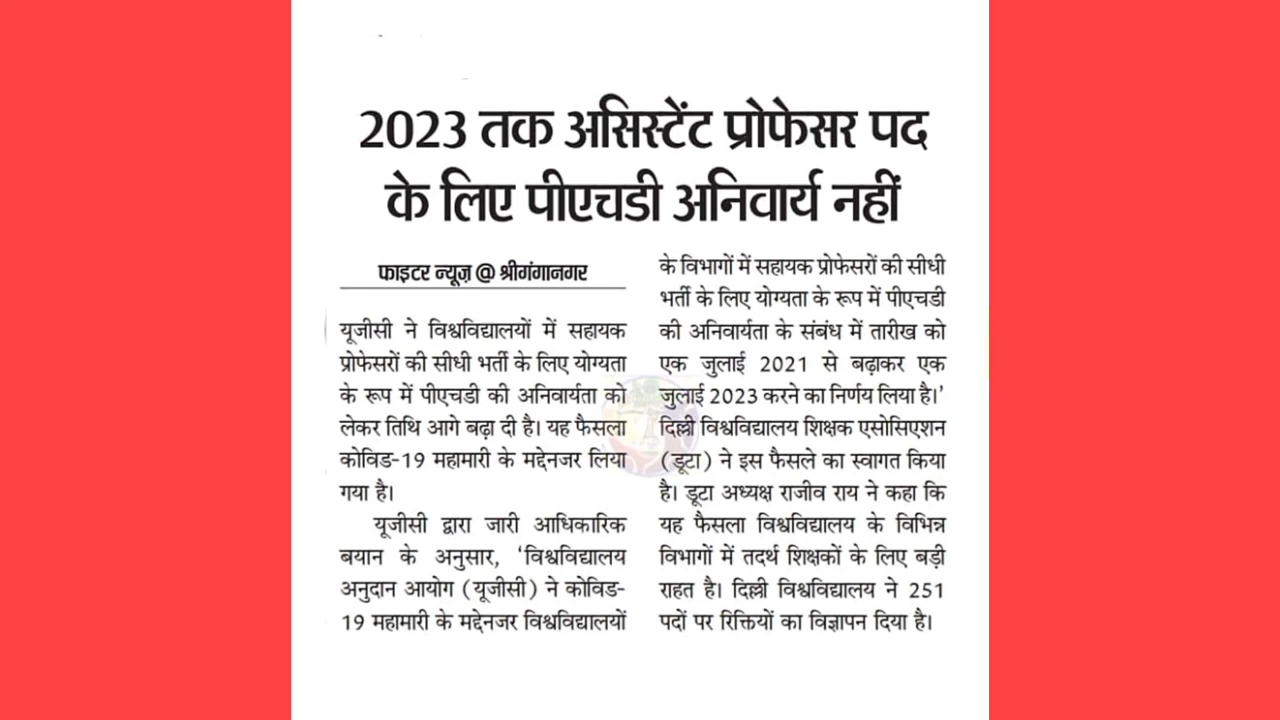 2023 तक असिस्टेंट प्रोफेसर पद
के लिए पीएचडी अनिवार्य नहीं
फाइटर न्यूज़ @ श्रीगंगानगर
यूजीसी ने विश्वविद्यालयों में सहायक
प्रोफेसरों की सीधी भर्ती के लिए योग्यता
के रूप में पीएचडी की अनिवार्यता को
लेकर तिथि आगे बढ़ा दी है। यह फैसला
कोविड-19 महामारी के मद्देनजर लिया
गया है।
यूजीसी द्वारा जारी आधिकारिक
बयान के अनुसार, 'विश्वविद्यालय
अनुदान आयोग (यूजीसी) ने कोविड-
19 महामारी के मद्देनजर विश्वविद्यालयों
के विभागों में सहायक प्रोफेसरों की सीधी
भर्ती के लिए योग्यता के रूप में पीएचडी
की अनिवार्यता के संबंध में तारीख को
एक जुलाई 2021 से बढ़ाकर एक
जुलाई 2023 करने का निर्णय लिया है।'
दिल्ली विश्वविद्यालय शिक्षक एसोसिएशन
(डूटा) ने इस फैसले का स्वागत किया
है। डूटा अध्यक्ष राजीव राय ने कहा कि
यह फैसला विश्वविद्यालय के विभिन्न
विभागों में तदर्थ शिक्षकों के लिए बड़ी
राहत है। दिल्ली विश्वविद्यालय ने 251
पदों पर रिक्तियों का विज्ञापन दिया है।